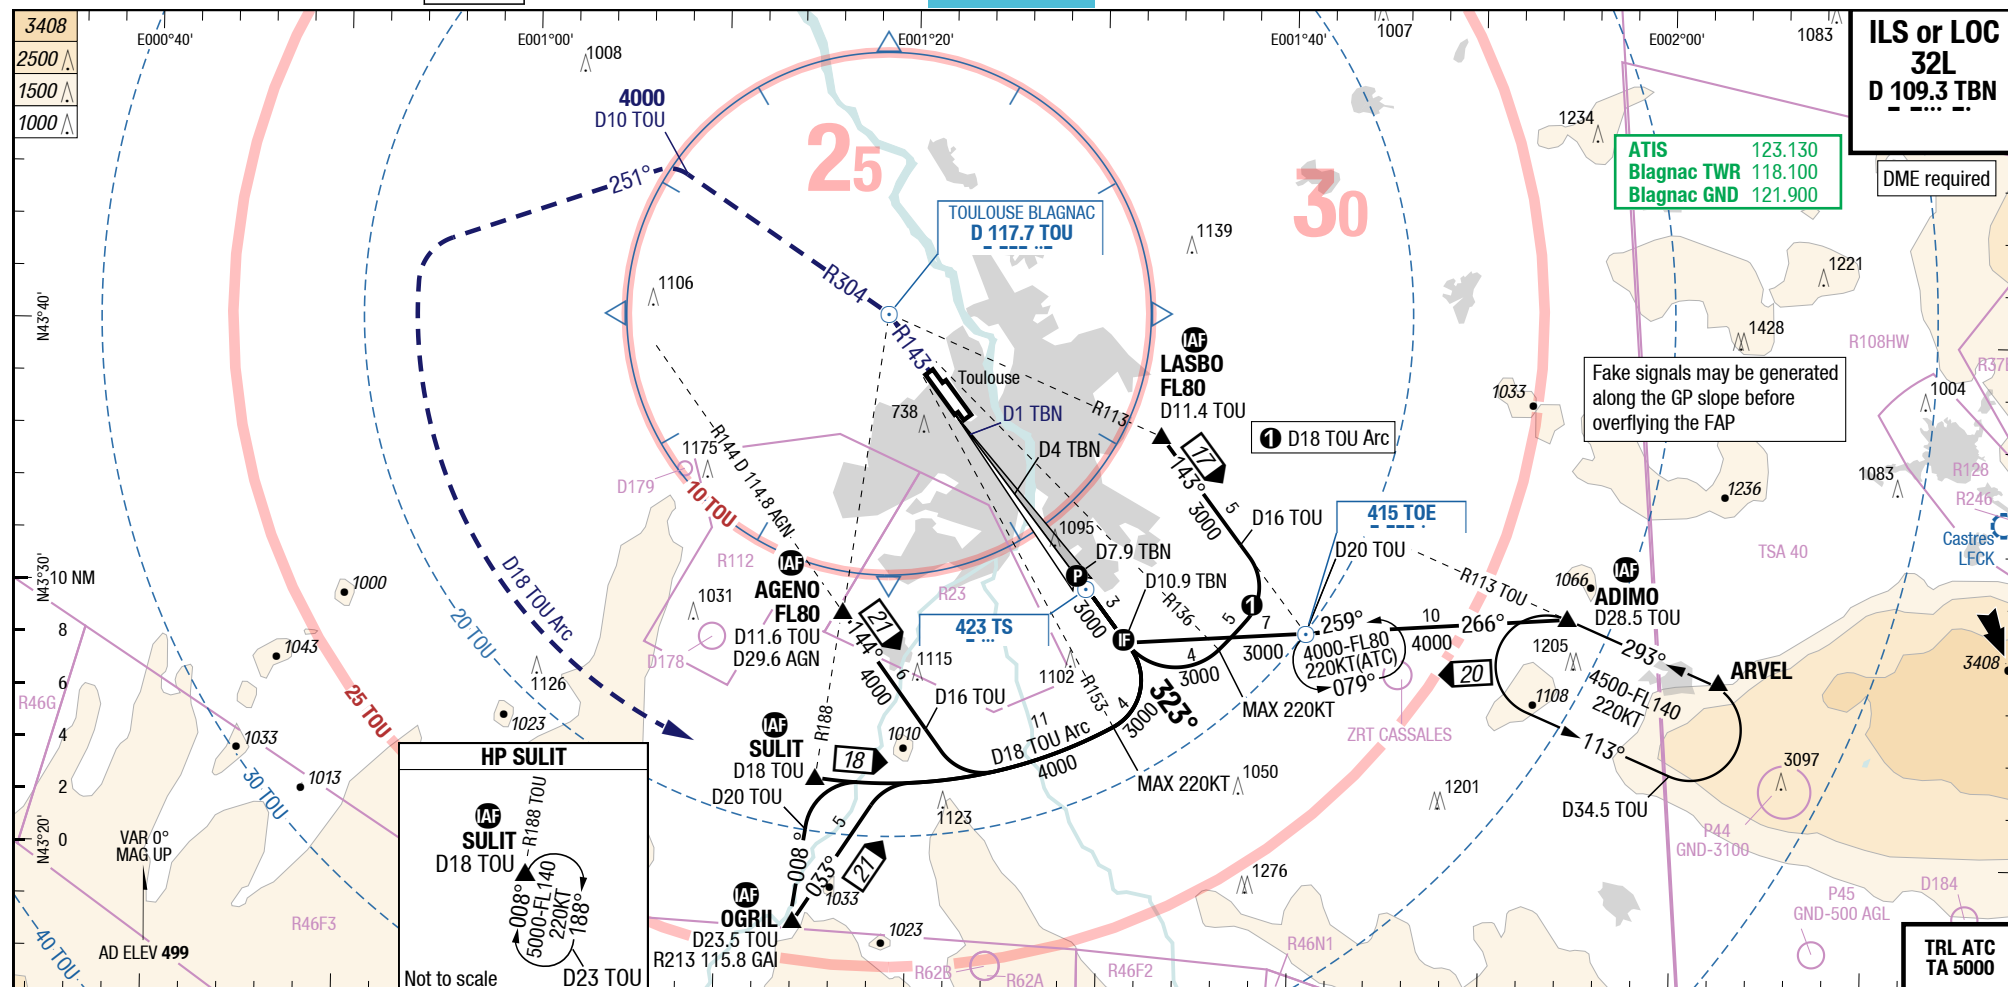 3408
2500
1500
1000
E000°40'
E001°00'
E001°20'
E001°40'
E002°00'
1008
1007
1083
ILS or LOC
32L
D 109.3 TBN
DME required
ATIS 123.130
Blagnac TWR 118.100
Blagnac GND 121.900
1234
4000
D10 TOU
251°
25
30
TOULOUSE BLAGNAC
D 117.7 TOU
R304
R143
1139
1106
1221
1428
R108HW
N43°40'
IAF
LASBO
FL80
D11.4 TOU
R113
Toulouse
738
D1 TBN
D4 TBN
1 D18 TOU Arc
Fake signals may be generated
along the GP slope before
overflying the FAP
1033
1004
1083
R128
R246
Castres
LFCK
1236
TSA 40
1175
D179
10 TOU
R144 D 114.8 AGN
17
143°
3000
5
D16 TOU
415 TOE
D20 TOU
1095
D7.9 TBN
D10.9 TBN
P
3
3000
IF
R136
1
5
7
3000
4
3000
259°
4000-FL80
220KT(ATC)
079°
10
4000
266°
20
R113 TOU
1066
IAF
ADIMO
D28.5 TOU
1205
293°
ARVEL
4500-FL140
220KT
113°
1108
D34.5 TOU
3408
3097
P44
GND-3100
P45
GND-500 AGL
D184
ZRT CASSALES
MAX 220KT
323°
R112
IAF
AGENO
FL80
D11.6 TOU
D29.6 AGN
21
144°
6
4000
D16 TOU
R23
423 TS
1031
D178
1115
1102
R153
4
3000
11
D18 TOU Arc
4000
MAX 220KT
1050
1201
1276
N43°30'
10 NM
8
6
4
2
0
N43°20'
1000
1043
1126
1023
1033
1013
R46G
D18 TOU Arc
20 TOU
25 TOU
30 TOU
40 TOU
VAR 0°
MAG UP
AD ELEV 499
R46F3
R188
IAF
SULIT
D18 TOU
18
1010
D20 TOU
1123
008°
5
033°
21
1033
IAF
OGRIL
D23.5 TOU
R213 115.8 GAI
1023
R62B
R62A
R46F2
R46N1
HP SULIT
IAF
SULIT
D18 TOU
R188 TOU
008°
5000-FL140
220KT
188°
D23 TOU
Not to scale
TRL ATC
TA 5000